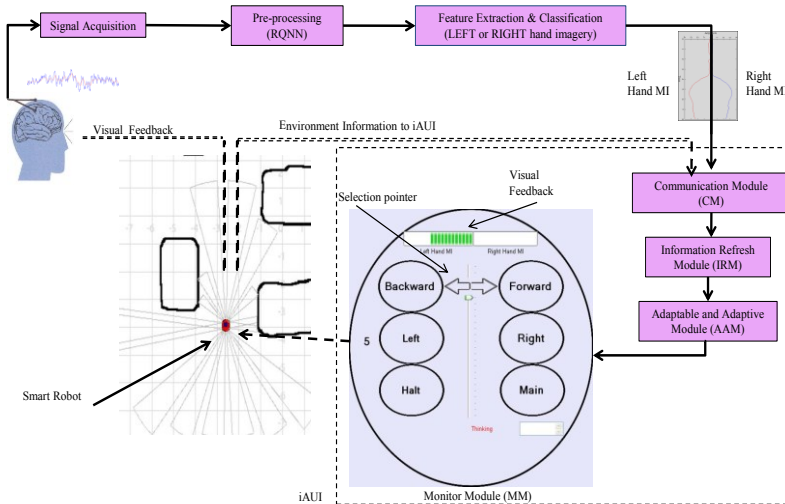 Signal Acquisition
Pre-processing
(RQNN)
Feature Extraction & Classification
(LEFT or RIGHT hand imagery)
Left
Hand MI
Right
Hand MI
Visual Feedback
Environment Information to iAUI
Communication Module
(CM)
Information Refresh
Module (IRM)
Adaptable and Adaptive
Module (AAM)
Selection pointer
Visual
Feedback
Left Hand MI
Right Hand MI
Backward
Forward
5
Left
Right
Halt
Main
Thinking
Smart Robot
iAUI
Monitor Module (MM)